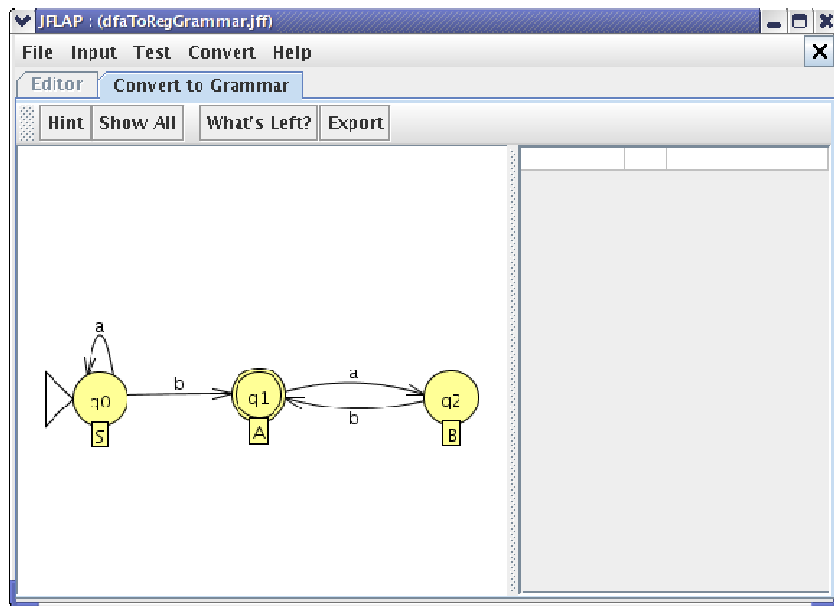 JFLAP : (dfaToRegGrammar.jff)
File Input Test Convert Help
Editor Convert to Grammar
Hint Show All What's Left? Export
a
b a
q0 q1 q2
b
S A B